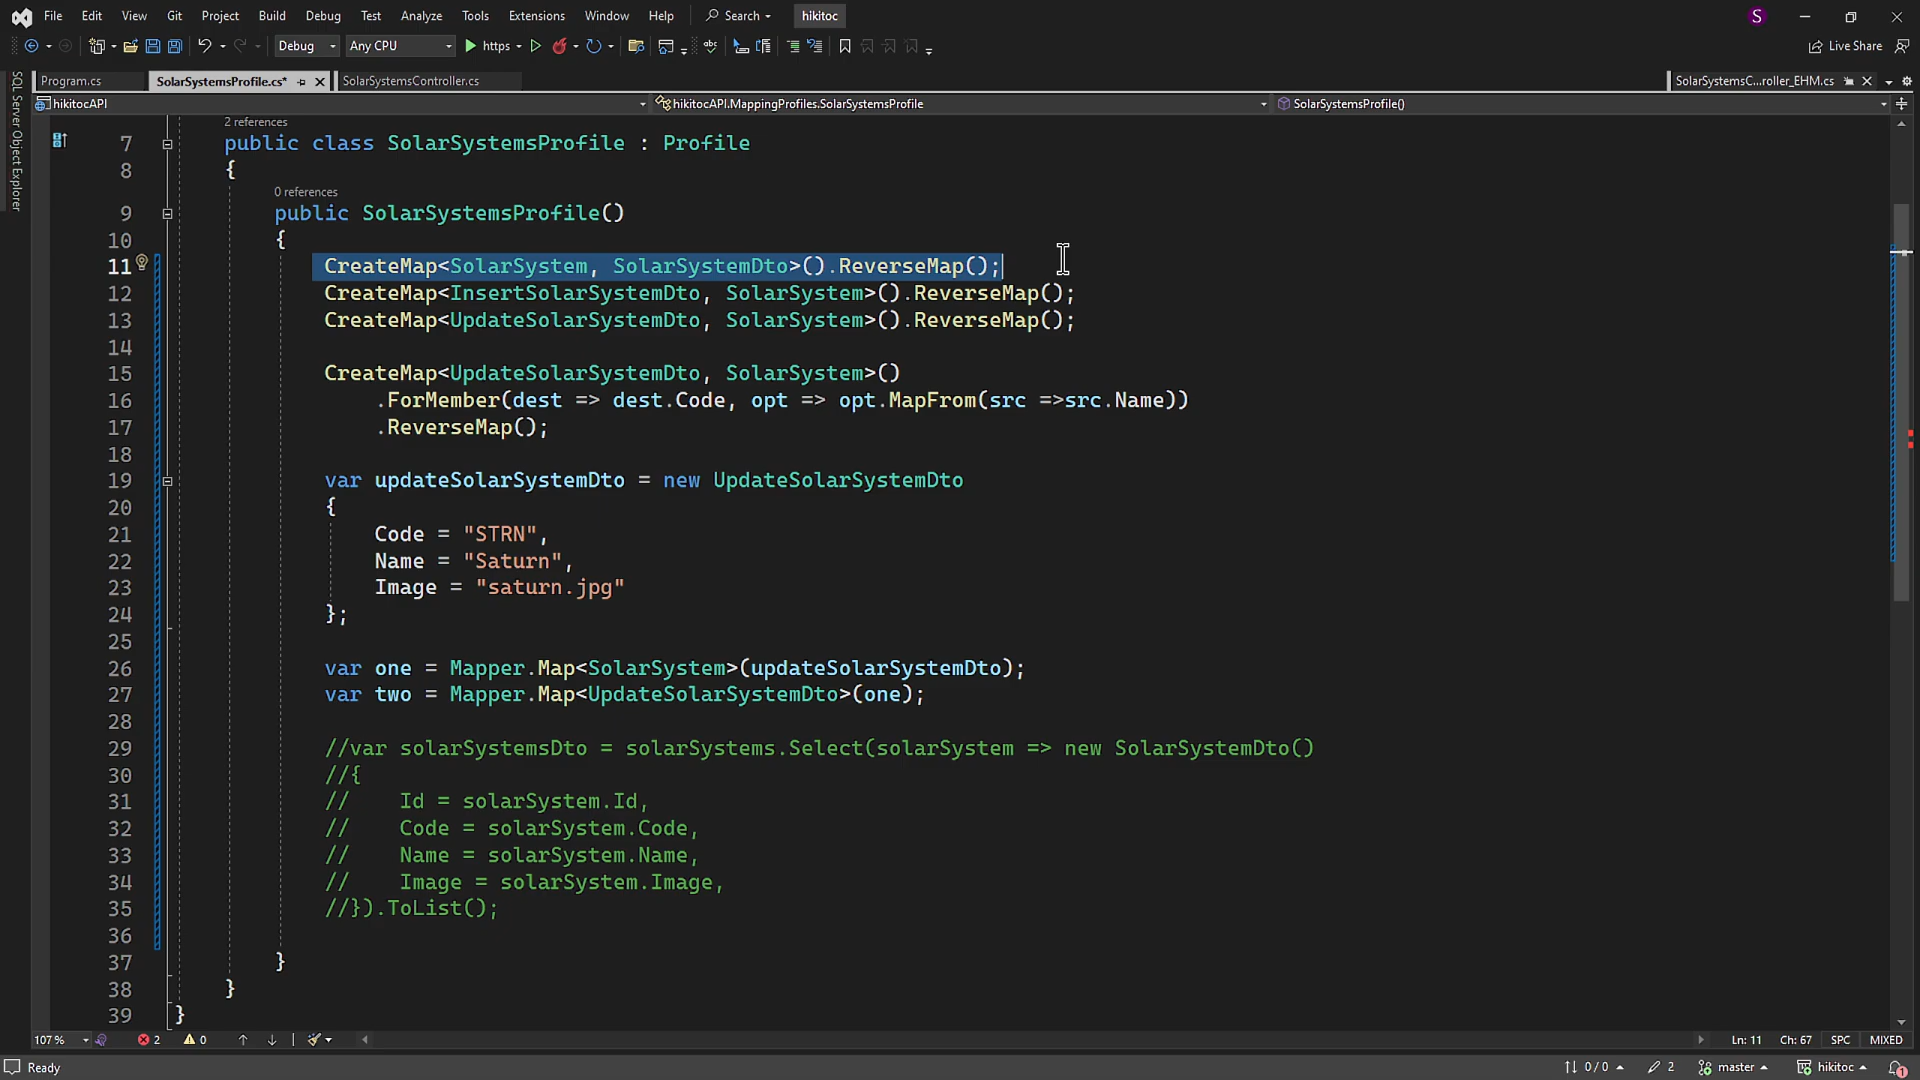 File Edit View Git Project Build Debug Test Analyze Tools Extensions Window Help Search hikitoc S
Debug Any CPU https Live Share
Program.cs SolarSystemsProfile.cs* SolarSystemsController.cs SolarSystemsC...roller_EHM.cs
hikitocAPI hikitocAPI.MappingProfiles.SolarSystemsProfile SolarSystemsProfile()
SQL Server Object Explorer
2 references
7 public class SolarSystemsProfile : Profile
8 {
0 references
9 public SolarSystemsProfile()
10 {
11 CreateMap<SolarSystem, SolarSystemDto>().ReverseMap();
12 CreateMap<InsertSolarSystemDto, SolarSystem>().ReverseMap();
13 CreateMap<UpdateSolarSystemDto, SolarSystem>().ReverseMap();
14
15 CreateMap<UpdateSolarSystemDto, SolarSystem>()
16 .ForMember(dest => dest.Code, opt => opt.MapFrom(src =>src.Name))
17 .ReverseMap();
18
19 var updateSolarSystemDto = new UpdateSolarSystemDto
20 {
21 Code = "STRN",
22 Name = "Saturn",
23 Image = "saturn.jpg"
24 };
25
26 var one = Mapper.Map<SolarSystem>(updateSolarSystemDto);
27 var two = Mapper.Map<UpdateSolarSystemDto>(one);
28
29 //var solarSystemsDto = solarSystems.Select(solarSystem => new SolarSystemDto()
30 //{
31 // Id = solarSystem.Id,
32 // Code = solarSystem.Code,
33 // Name = solarSystem.Name,
34 // Image = solarSystem.Image,
35 //}).ToList();
36
37 }
38 }
39 }
107 % 2 0 Ln: 11 Ch: 67 SPC MIXED
Ready 0 / 0 2 master hikitoc 1